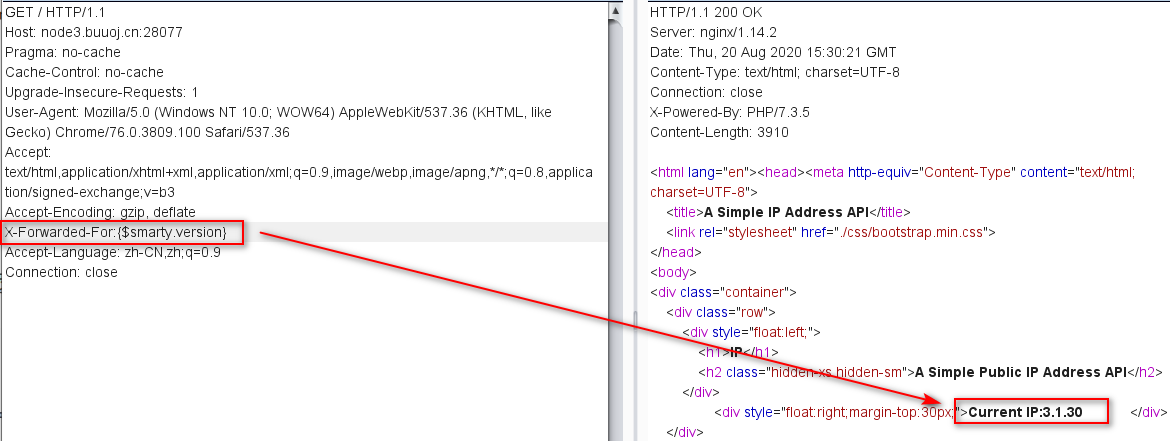 GET / HTTP/1.1
Host: node3.buuoj.cn:28077
Pragma: no-cache
Cache-Control: no-cache
Upgrade-Insecure-Requests: 1
User-Agent: Mozilla/5.0 (Windows NT 10.0; WOW64) AppleWebKit/537.36 (KHTML, like
Gecko) Chrome/76.0.3809.100 Safari/537.36
Accept:
text/html,application/xhtml+xml,application/xml;q=0.9,image/webp,image/apng,*/*;q=0.8,applica
tion/signed-exchange;v=b3
Accept-Encoding: gzip, deflate
X-Forwarded-For:{$smarty.version}
Accept-Language: zh-CN,zh;q=0.9
Connection: close
HTTP/1.1 200 OK
Server: nginx/1.14.2
Date: Thu, 20 Aug 2020 15:30:21 GMT
Content-Type: text/html; charset=UTF-8
Connection: close
X-Powered-By: PHP/7.3.5
Content-Length: 3910
<html lang="en"><head><meta http-equiv="Content-Type" content="text/html;
charset=UTF-8">
<title>A Simple IP Address API</title>
<link rel="stylesheet" href="./css/bootstrap.min.css">
</head>
<body>
<div class="container">
<div class="row">
<div style="float:left;">
<h1>IP</h1>
<h2 class="hidden-xs hidden-sm">A Simple Public IP Address API</h2>
</div>
<div style="float:right;margin-top:30px;">Current IP:3.1.30 </div>
</div>